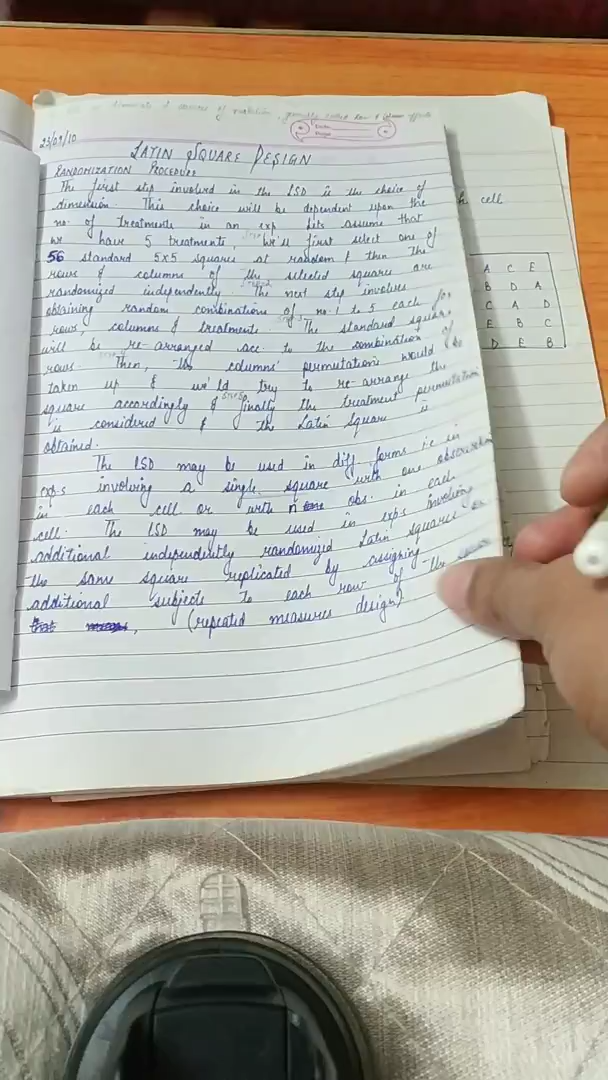 23/09/10
LATIN SQUARE DESIGN
RANDOMIZATION PROCEDURE
The first step involved in the LSD is the choice of
dimension. This choice will be dependent upon the
no. of treatments in an exp. Lets assume that
we have 5 treatments, we'll first select one of
56 standard 5x5 squares at random & then the
rows & columns of the selected square are
randomized independently. The next step involves
obtaining random combinations of no. 1 to 5 each for
rows, columns & treatments. The standard square
will be re-arranged acc to the combination of
rows. Then, the columns' permutations would be
taken up & we'ld try to re-arrange the
square accordingly & finally the treatment permutation
is considered & the Latin Square is
obtained.
The LSD may be used in diff forms i.e in
exps involving a single square with one observation
in each cell or with n obs. in each
cell. The LSD may be used in exps involving
additional independently randomized Latin squares or
the same square replicated by assigning
additional subjects to each row of the square
(repeated measures design)
cell
A C E
B D A
C A D
E B C
D E B